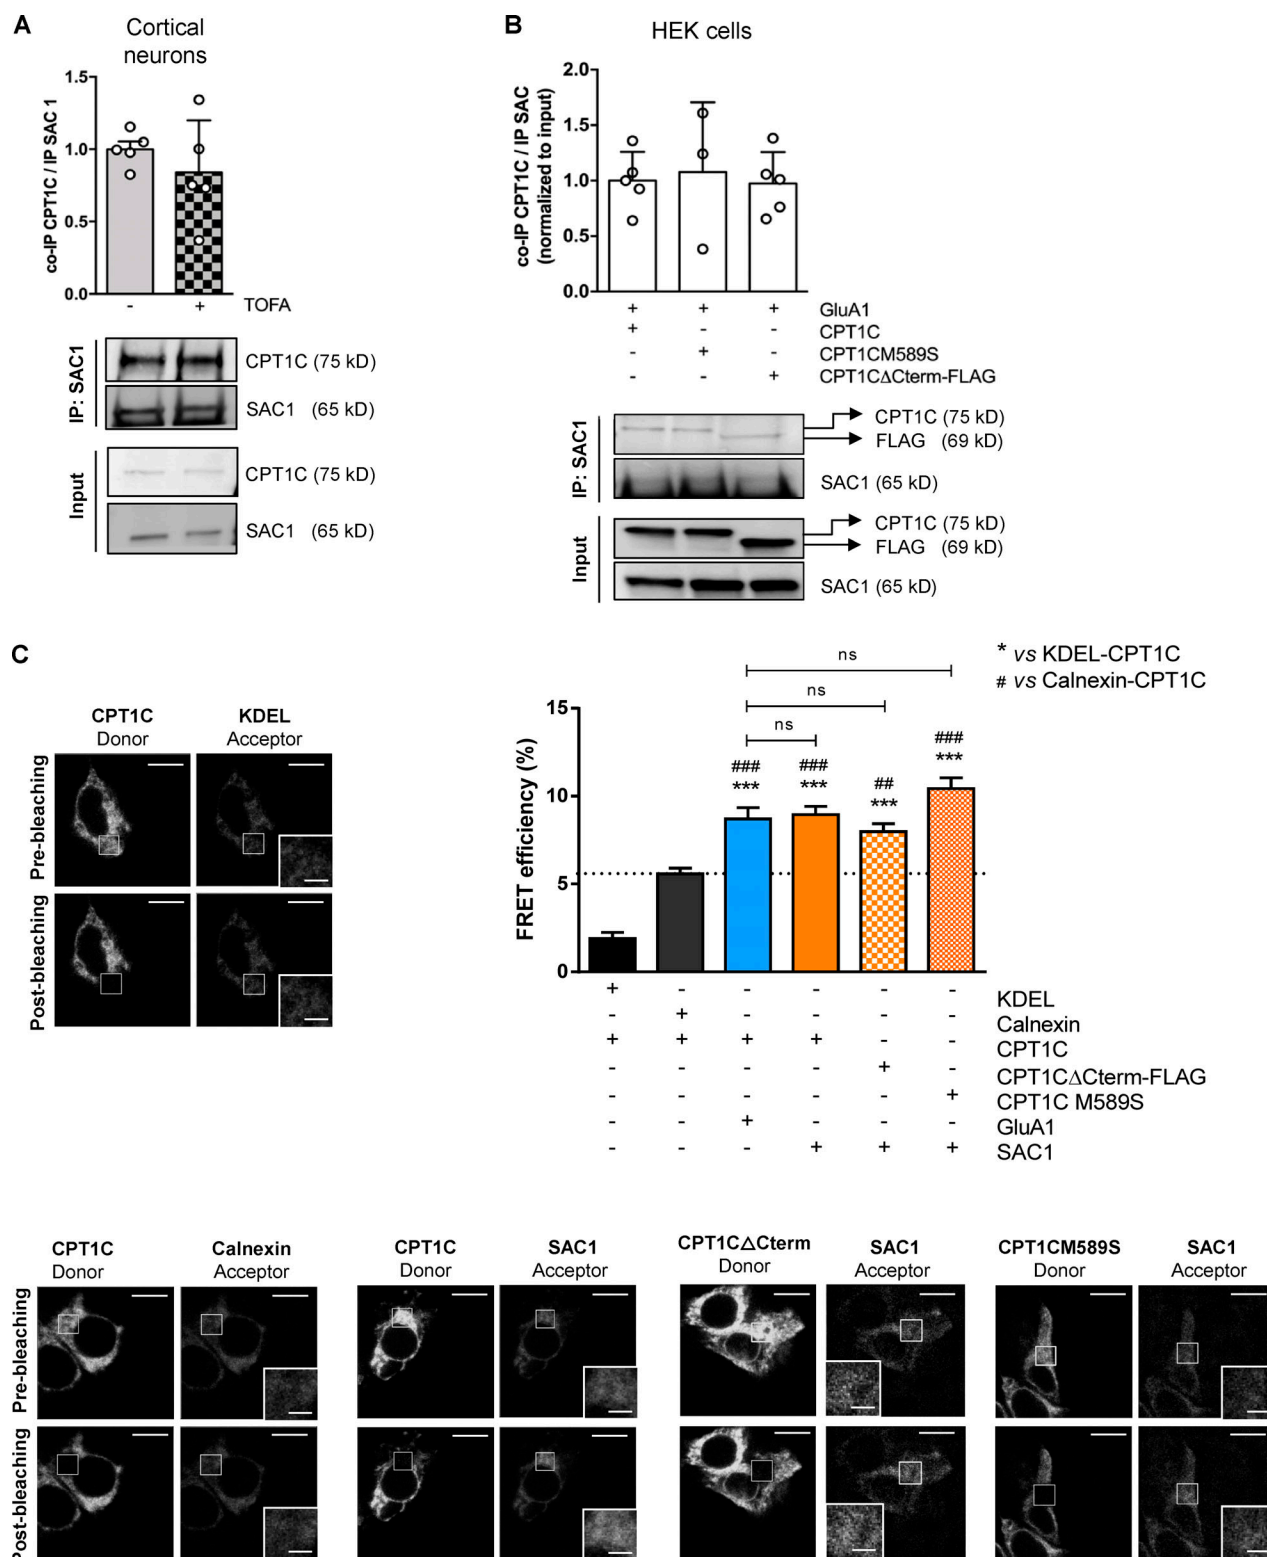 A
Cortical
neurons
co-IP CPT1C / IP SAC 1
1.5
1.0
0.5
0.0
- + TOFA
IP: SAC1
CPT1C (75 kD)
SAC1 (65 kD)
Input
CPT1C (75 kD)
SAC1 (65 kD)
B
HEK cells
co-IP CPT1C / IP SAC
(normalized to input)
2.0
1.5
1.0
0.5
0.0
+ + + GluA1
+ - - CPT1C
- + - CPT1CM589S
- - + CPT1CΔCterm-FLAG
IP: SAC1
CPT1C (75 kD)
FLAG (69 kD)
SAC1 (65 kD)
Input
CPT1C (75 kD)
FLAG (69 kD)
SAC1 (65 kD)
C
CPT1C
Donor
KDEL
Acceptor
Pre-bleaching
Post-bleaching
* vs KDEL-CPT1C
# vs Calnexin-CPT1C
ns
ns
ns
FRET efficiency (%)
15
10
5
0
###
***
###
***
##
***
###
***
+ - - - - - KDEL
- + - - - - Calnexin
+ + + + - - CPT1C
- - - - + - CPT1CΔCterm-FLAG
- - - - - + CPT1C M589S
- - + - - - GluA1
- - - + + + SAC1
CPT1C
Donor
Calnexin
Acceptor
CPT1C
Donor
SAC1
Acceptor
CPT1CΔCterm
Donor
SAC1
Acceptor
CPT1CM589S
Donor
SAC1
Acceptor
Pre-bleaching
Post-bleaching